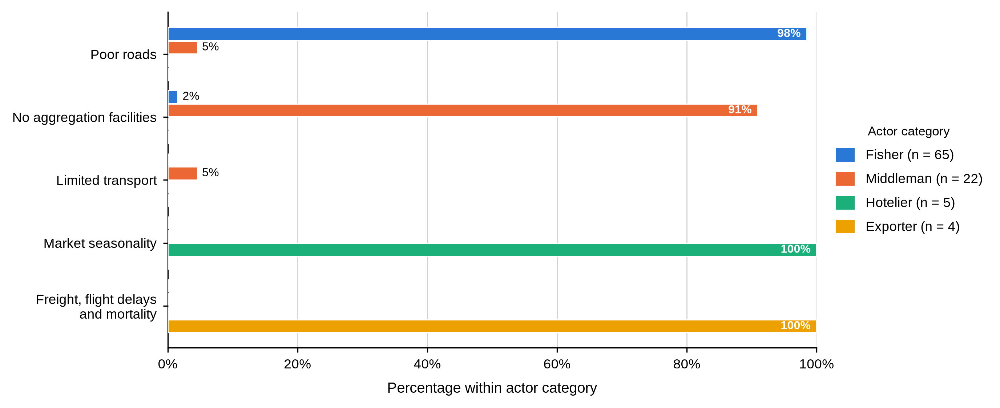 98%
5%
Poor roads
2%
91%
No aggregation facilities
5%
Limited transport
100%
Market seasonality
Freight, flight delays
and mortality
100%
0%
20%
40%
60%
80%
100%
Percentage within actor category
Actor category
Fisher (n = 65)
Middleman (n = 22)
Hotelier (n = 5)
Exporter (n = 4)